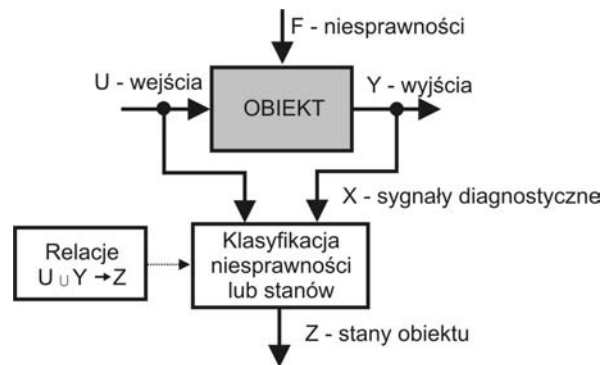 F - niesprawności
U - wejścia
Y - wyjścia
OBIEKT
X - sygnały diagnostyczne
Relacje
U ∪ Y → Z
Klasyfikacja
niesprawności
lub stanów
Z - stany obiektu